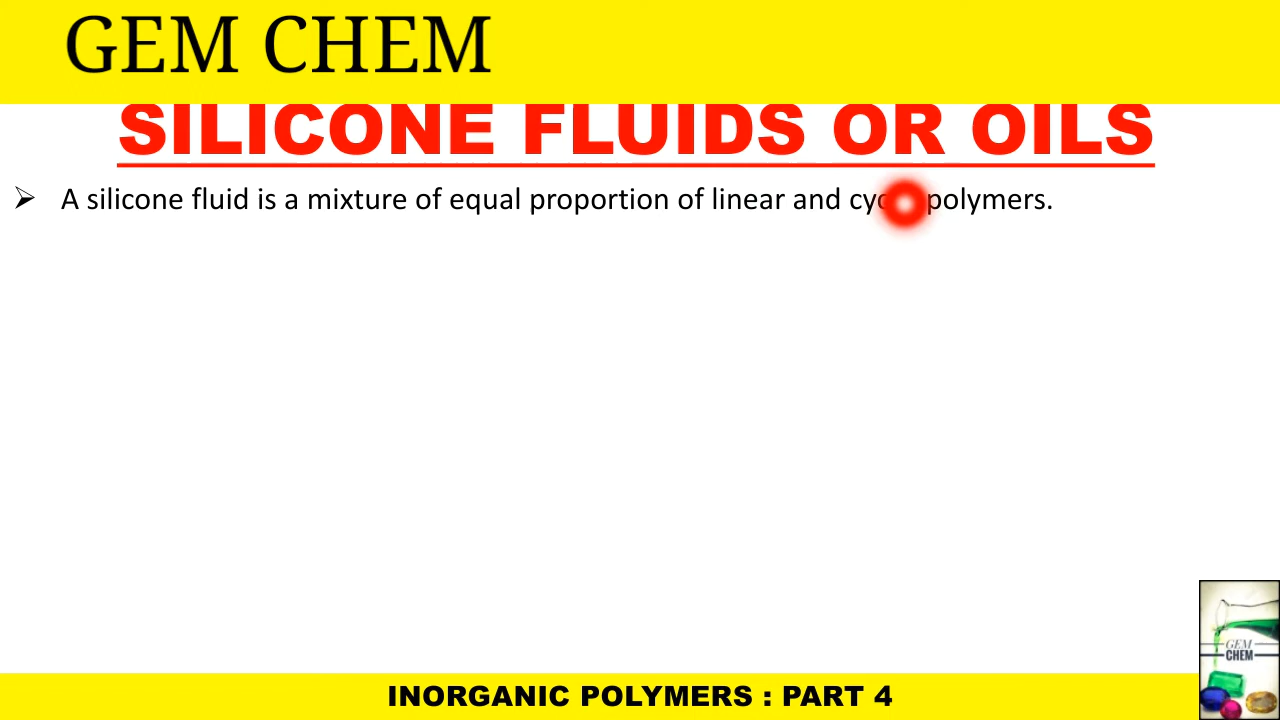 GEM CHEM
SILICONE FLUIDS OR OILS
➢ A silicone fluid is a mixture of equal proportion of linear and polymers.
GEM
CHEM
INORGANIC POLYMERS : PART 4